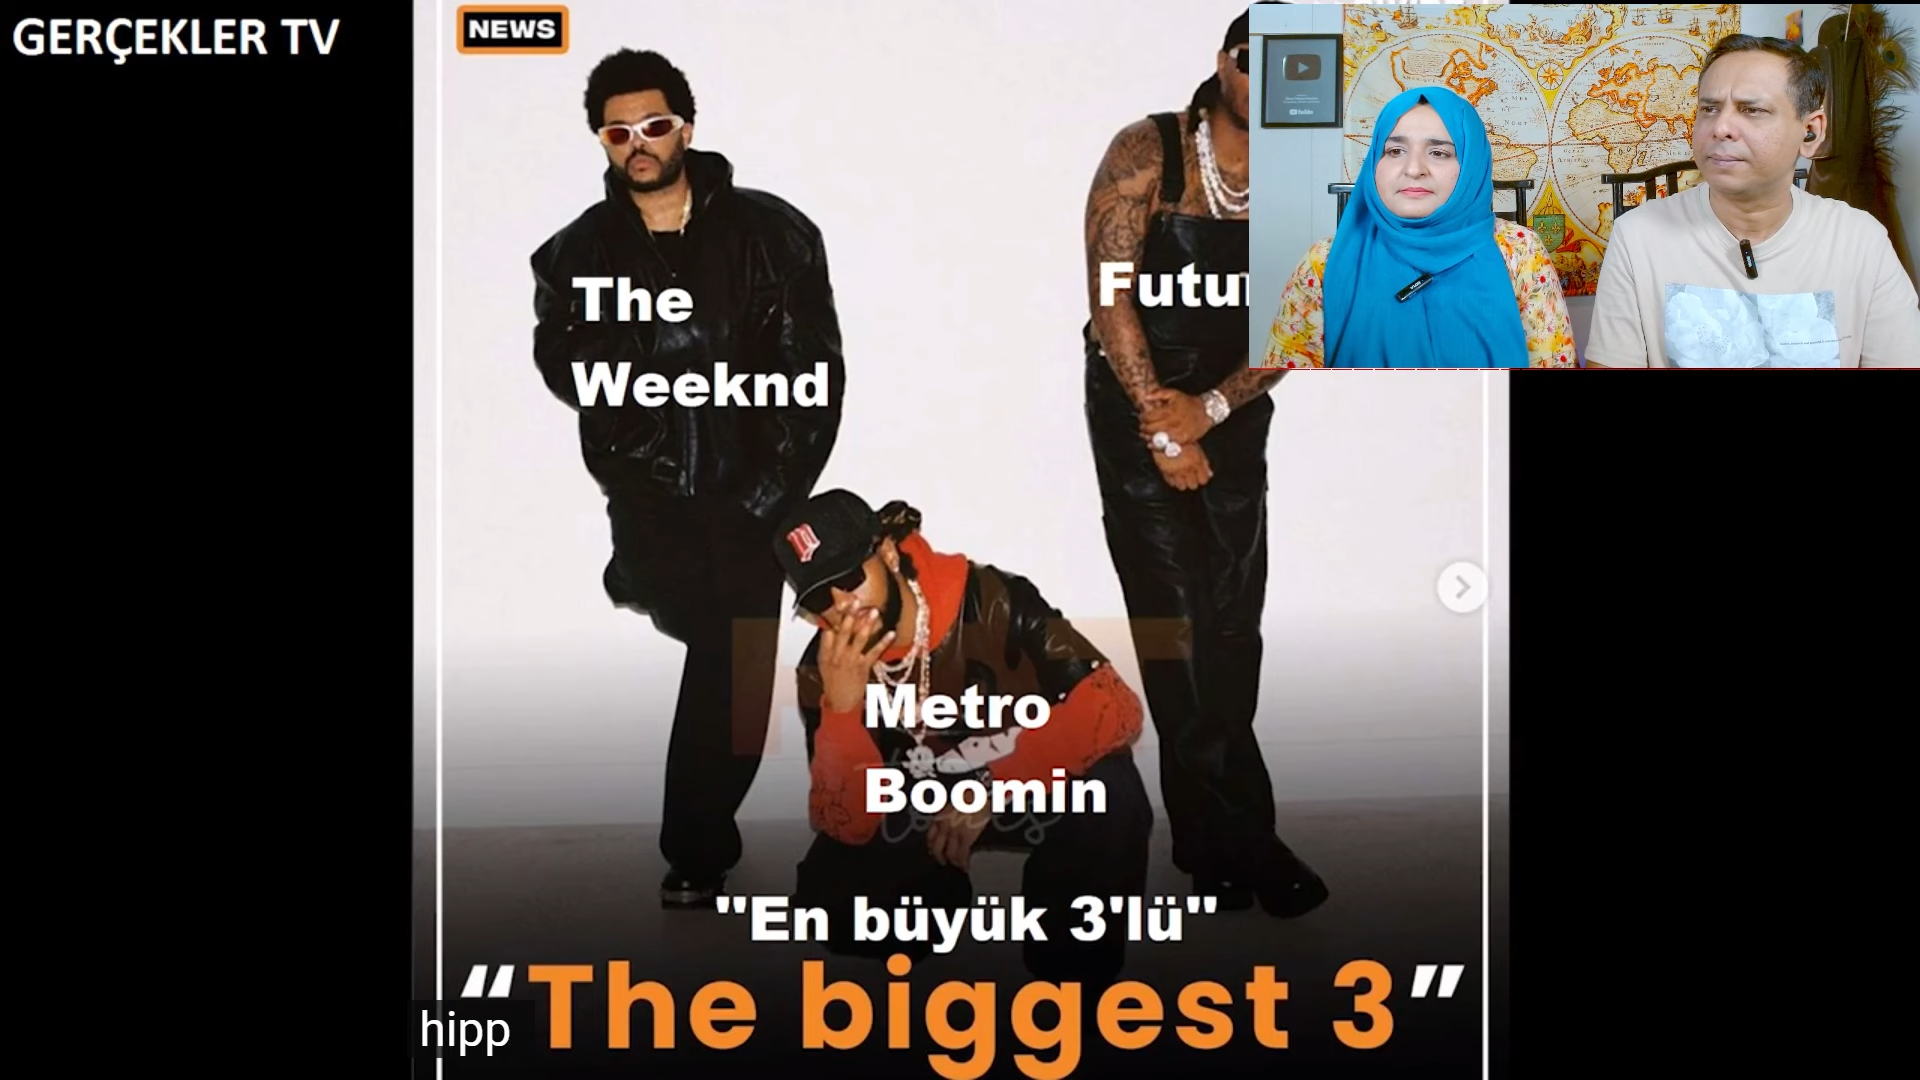 GERÇEKLER TV
NEWS
The
Weeknd
Futu
Metro
Boomin
"En büyük 3'lü"
“The biggest 3”
hipp